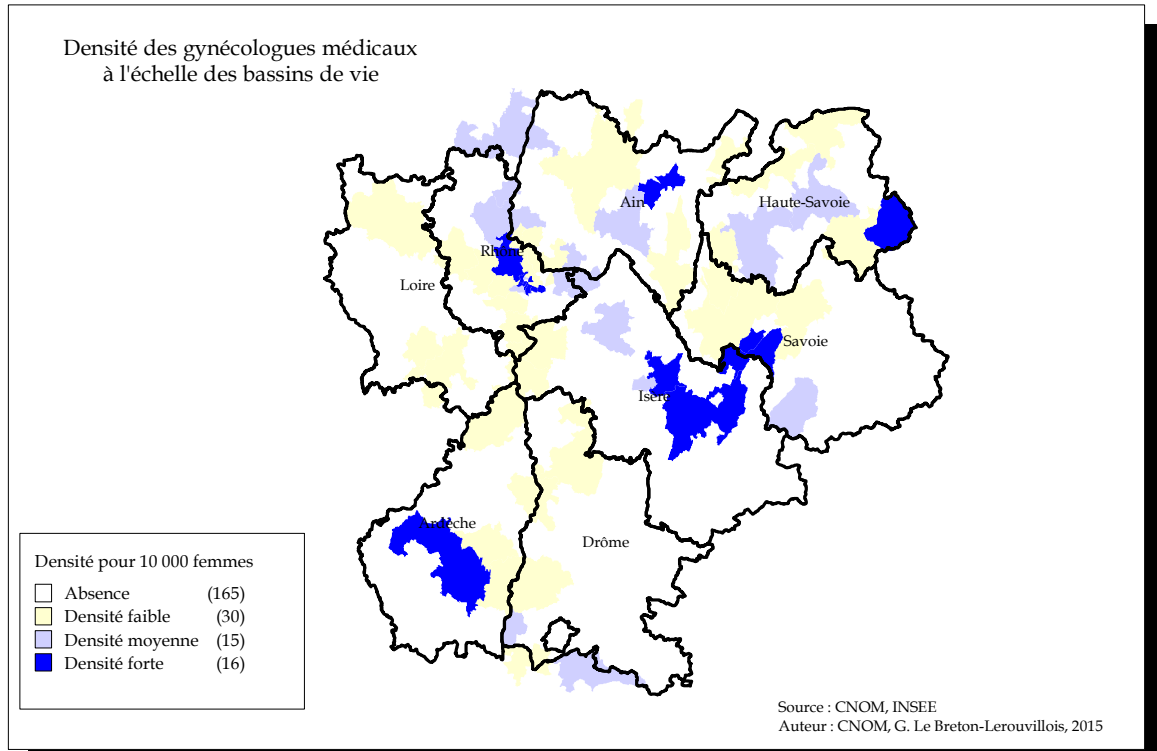 Densité des gynécologues médicaux
à l'échelle des bassins de vie
Ain
Haute-Savoie
Rhône
Loire
Savoie
Isère
Ardèche
Drôme
Densité pour 10 000 femmes
Absence (165)
Densité faible (30)
Densité moyenne (15)
Densité forte (16)
Source : CNOM, INSEE
Auteur : CNOM, G. Le Breton-Lerouvillois, 2015